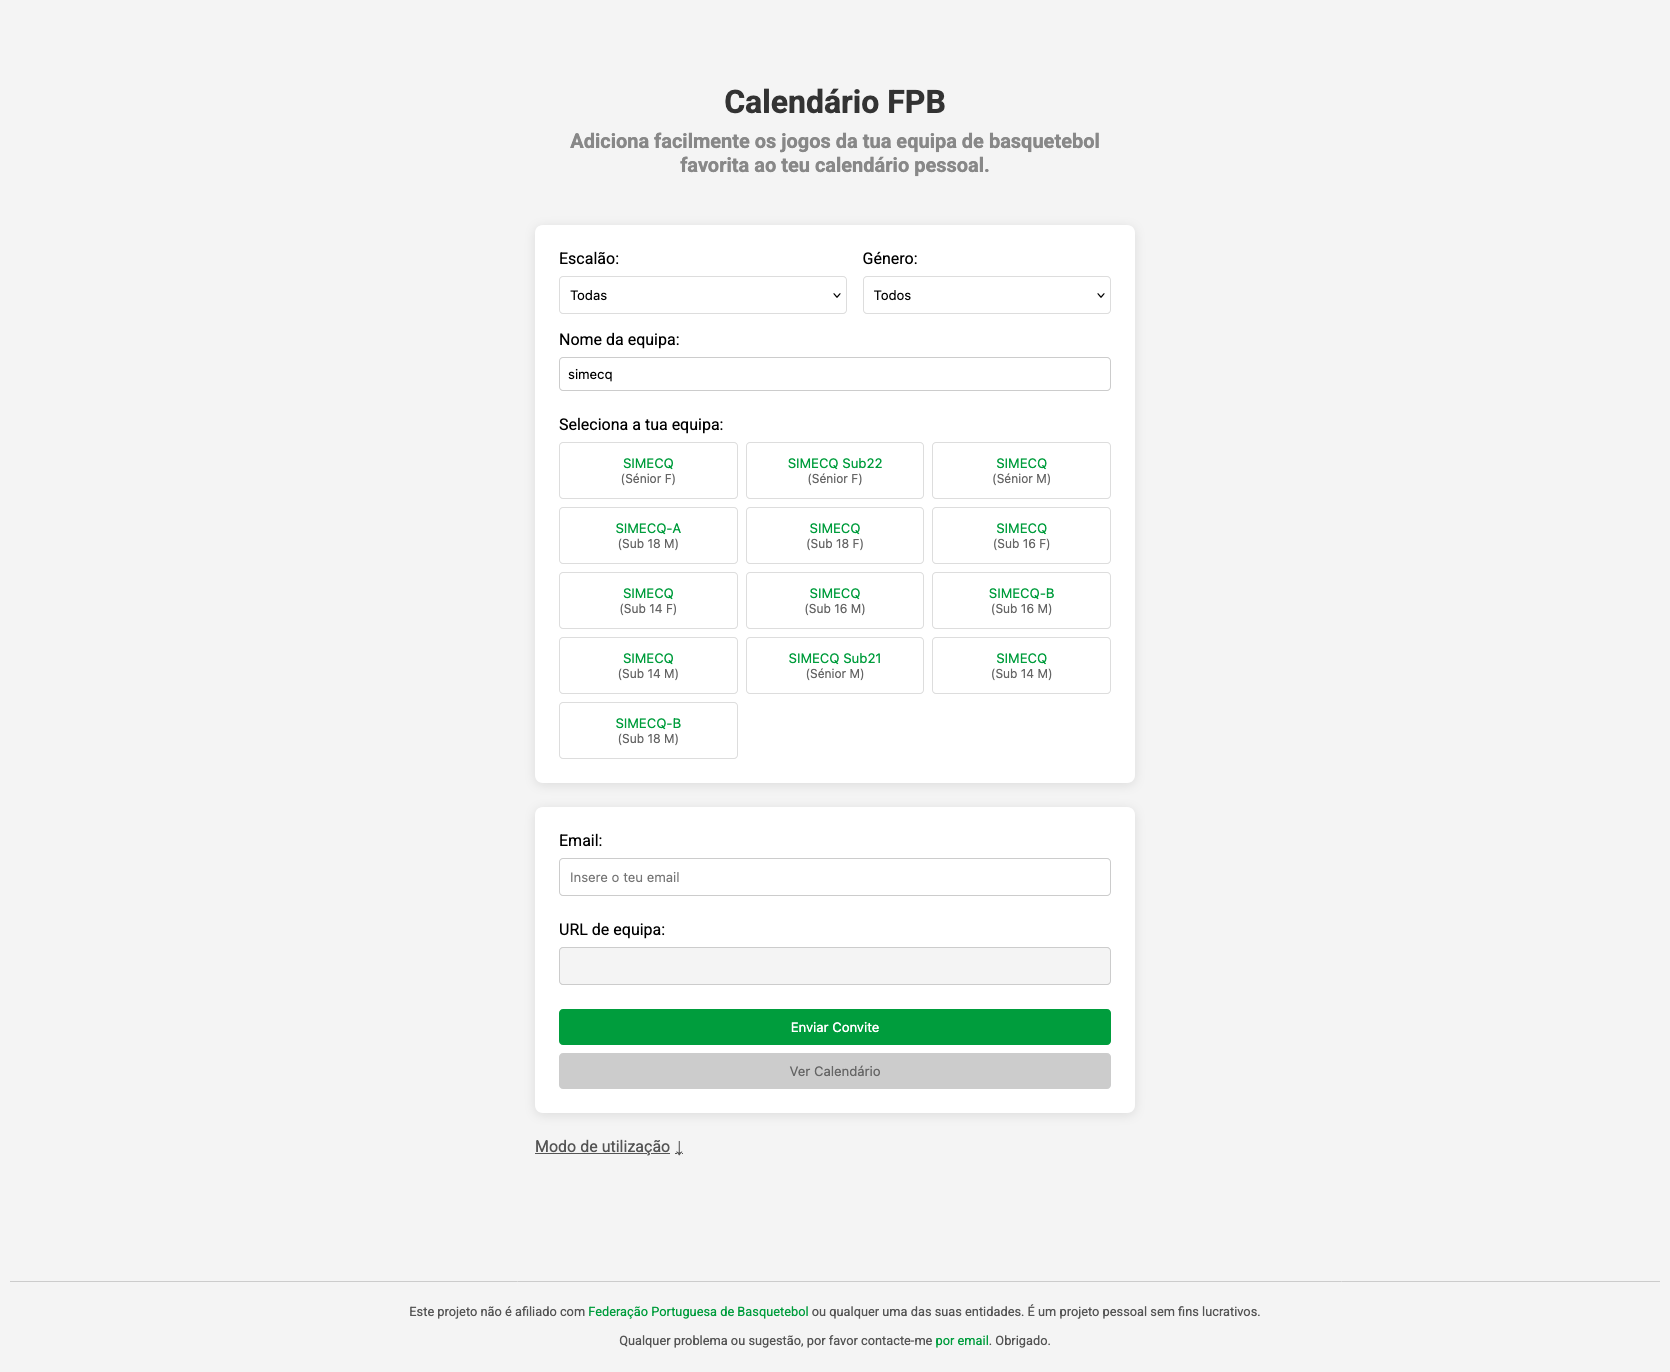 Calendário FPB
Adiciona facilmente os jogos da tua equipa de basquetebol
favorita ao teu calendário pessoal.
Escalão:
Género:
Todas
Todos
Nome da equipa:
simecq
Seleciona a tua equipa:
SIMECQ
(Sénior F)
SIMECQ Sub22
(Sénior F)
SIMECQ
(Sénior M)
SIMECQ-A
(Sub 18 M)
SIMECQ
(Sub 18 F)
SIMECQ
(Sub 16 F)
SIMECQ
(Sub 14 F)
SIMECQ
(Sub 16 M)
SIMECQ-B
(Sub 16 M)
SIMECQ
(Sub 14 M)
SIMECQ Sub21
(Sénior M)
SIMECQ
(Sub 14 M)
SIMECQ-B
(Sub 18 M)
Email:
Insere o teu email
URL de equipa:
Enviar Convite
Ver Calendário
Modo de utilização ↓
Este projeto não é afiliado com Federação Portuguesa de Basquetebol ou qualquer uma das suas entidades. É um projeto pessoal sem fins lucrativos.
Qualquer problema ou sugestão, por favor contacte-me por email. Obrigado.